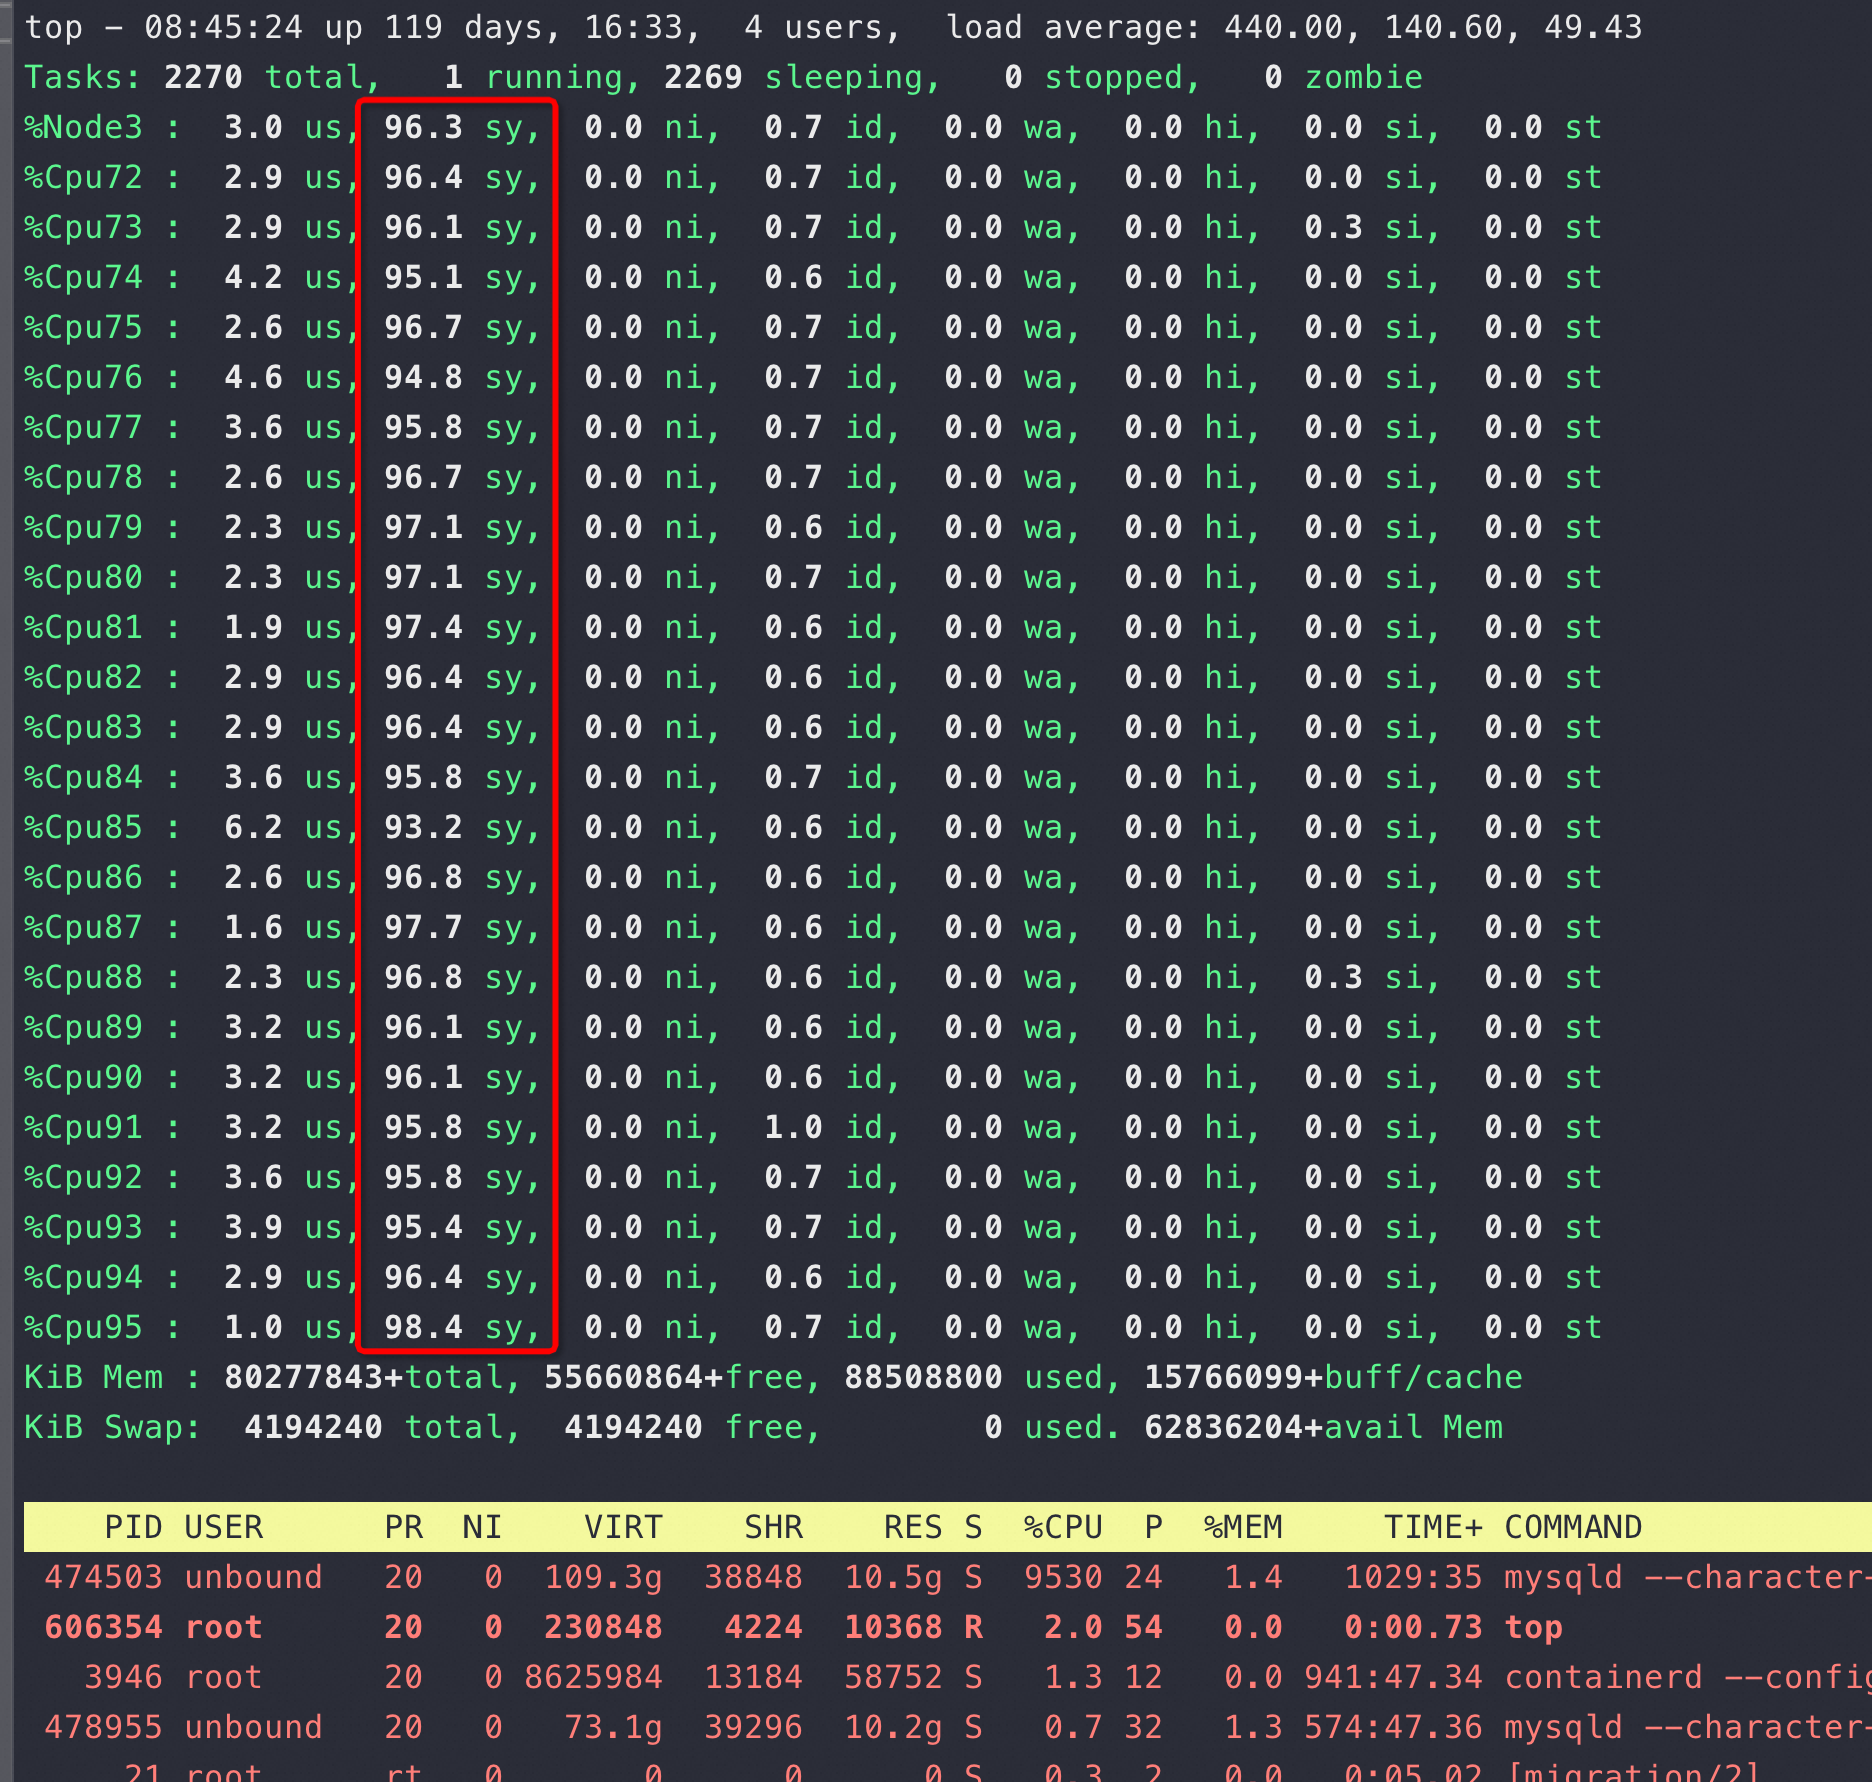 top - 08:45:24 up 119 days, 16:33,  4 users,  load average: 440.00, 140.60, 49.43
Tasks: 2270 total,   1 running, 2269 sleeping,   0 stopped,   0 zombie
%Node3 :  3.0 us, 96.3 sy,  0.0 ni,  0.7 id,  0.0 wa,  0.0 hi,  0.0 si,  0.0 st
%Cpu72 :  2.9 us, 96.4 sy,  0.0 ni,  0.7 id,  0.0 wa,  0.0 hi,  0.0 si,  0.0 st
%Cpu73 :  2.9 us, 96.1 sy,  0.0 ni,  0.7 id,  0.0 wa,  0.0 hi,  0.3 si,  0.0 st
%Cpu74 :  4.2 us, 95.1 sy,  0.0 ni,  0.6 id,  0.0 wa,  0.0 hi,  0.0 si,  0.0 st
%Cpu75 :  2.6 us, 96.7 sy,  0.0 ni,  0.7 id,  0.0 wa,  0.0 hi,  0.0 si,  0.0 st
%Cpu76 :  4.6 us, 94.8 sy,  0.0 ni,  0.7 id,  0.0 wa,  0.0 hi,  0.0 si,  0.0 st
%Cpu77 :  3.6 us, 95.8 sy,  0.0 ni,  0.7 id,  0.0 wa,  0.0 hi,  0.0 si,  0.0 st
%Cpu78 :  2.6 us, 96.7 sy,  0.0 ni,  0.7 id,  0.0 wa,  0.0 hi,  0.0 si,  0.0 st
%Cpu79 :  2.3 us, 97.1 sy,  0.0 ni,  0.6 id,  0.0 wa,  0.0 hi,  0.0 si,  0.0 st
%Cpu80 :  2.3 us, 97.1 sy,  0.0 ni,  0.7 id,  0.0 wa,  0.0 hi,  0.0 si,  0.0 st
%Cpu81 :  1.9 us, 97.4 sy,  0.0 ni,  0.6 id,  0.0 wa,  0.0 hi,  0.0 si,  0.0 st
%Cpu82 :  2.9 us, 96.4 sy,  0.0 ni,  0.6 id,  0.0 wa,  0.0 hi,  0.0 si,  0.0 st
%Cpu83 :  2.9 us, 96.4 sy,  0.0 ni,  0.6 id,  0.0 wa,  0.0 hi,  0.0 si,  0.0 st
%Cpu84 :  3.6 us, 95.8 sy,  0.0 ni,  0.7 id,  0.0 wa,  0.0 hi,  0.0 si,  0.0 st
%Cpu85 :  6.2 us, 93.2 sy,  0.0 ni,  0.6 id,  0.0 wa,  0.0 hi,  0.0 si,  0.0 st
%Cpu86 :  2.6 us, 96.8 sy,  0.0 ni,  0.6 id,  0.0 wa,  0.0 hi,  0.0 si,  0.0 st
%Cpu87 :  1.6 us, 97.7 sy,  0.0 ni,  0.6 id,  0.0 wa,  0.0 hi,  0.0 si,  0.0 st
%Cpu88 :  2.3 us, 96.8 sy,  0.0 ni,  0.6 id,  0.0 wa,  0.0 hi,  0.3 si,  0.0 st
%Cpu89 :  3.2 us, 96.1 sy,  0.0 ni,  0.6 id,  0.0 wa,  0.0 hi,  0.0 si,  0.0 st
%Cpu90 :  3.2 us, 96.1 sy,  0.0 ni,  0.6 id,  0.0 wa,  0.0 hi,  0.0 si,  0.0 st
%Cpu91 :  3.2 us, 95.8 sy,  0.0 ni,  1.0 id,  0.0 wa,  0.0 hi,  0.0 si,  0.0 st
%Cpu92 :  3.6 us, 95.8 sy,  0.0 ni,  0.7 id,  0.0 wa,  0.0 hi,  0.0 si,  0.0 st
%Cpu93 :  3.9 us, 95.4 sy,  0.0 ni,  0.7 id,  0.0 wa,  0.0 hi,  0.0 si,  0.0 st
%Cpu94 :  2.9 us, 96.4 sy,  0.0 ni,  0.6 id,  0.0 wa,  0.0 hi,  0.0 si,  0.0 st
%Cpu95 :  1.0 us, 98.4 sy,  0.0 ni,  0.7 id,  0.0 wa,  0.0 hi,  0.0 si,  0.0 st
KiB Mem : 80277843+total, 55660864+free, 88508800 used, 15766099+buff/cache
KiB Swap:  4194240 total,  4194240 free,        0 used. 62836204+avail Mem
PID USER      PR  NI    VIRT    SHR    RES S  %CPU  P  %MEM     TIME+ COMMAND
474503 unbound   20   0  109.3g  38848  10.5g S  9530 24   1.4   1029:35 mysqld --character-
606354 root      20   0  230848   4224  10368 R   2.0 54   0.0   0:00.73 top
3946 root      20   0 8625984  13184  58752 S   1.3 12   0.0 941:47.34 containerd --config
478955 unbound   20   0   73.1g  39296  10.2g S   0.7 32   1.3 574:47.36 mysqld --character-
21 root      rt   0       0      0      0 S   0.3  2   0.0   0:05.02 [migration/2]